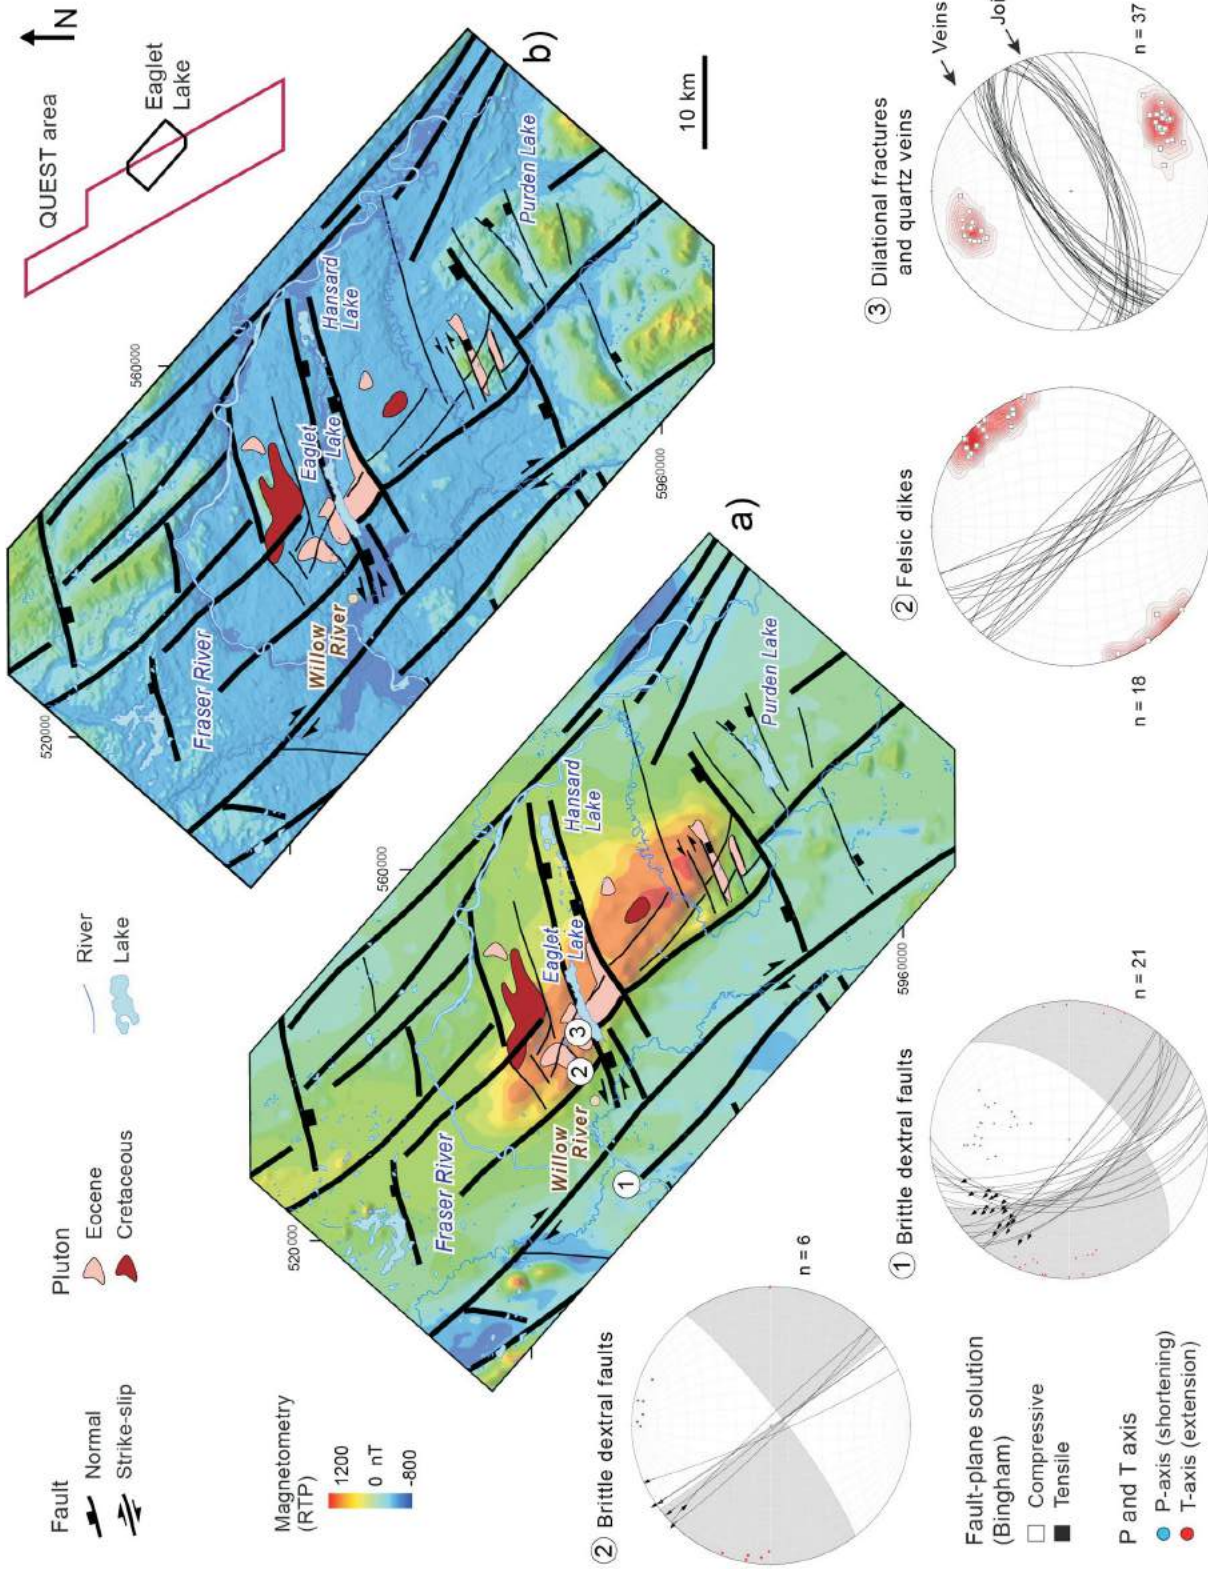 Fault
Normal
Strike-slip
Pluton
Eocene
Cretaceous
River
Lake
QUEST area
Eaglet
Lake
N
Magnetometry
(RTP)
1200
0 nT
-800
520000
560000
5960000
Fraser River
Willow
River
Eaglet
Lake
Hansard
Lake
Purden Lake
1
2
3
a)
520000
560000
5960000
Fraser River
Willow
River
Eaglet
Lake
Hansard
Lake
Purden Lake
b)
10 km
2 Brittle dextral faults
n = 6
1 Brittle dextral faults
n = 21
2 Felsic dikes
n = 18
3 Dilational fractures
and quartz veins
Veins
n = 37
Fault-plane solution
(Bingham)
Compressive
Tensile
P and T axis
P-axis (shortening)
T-axis (extension)